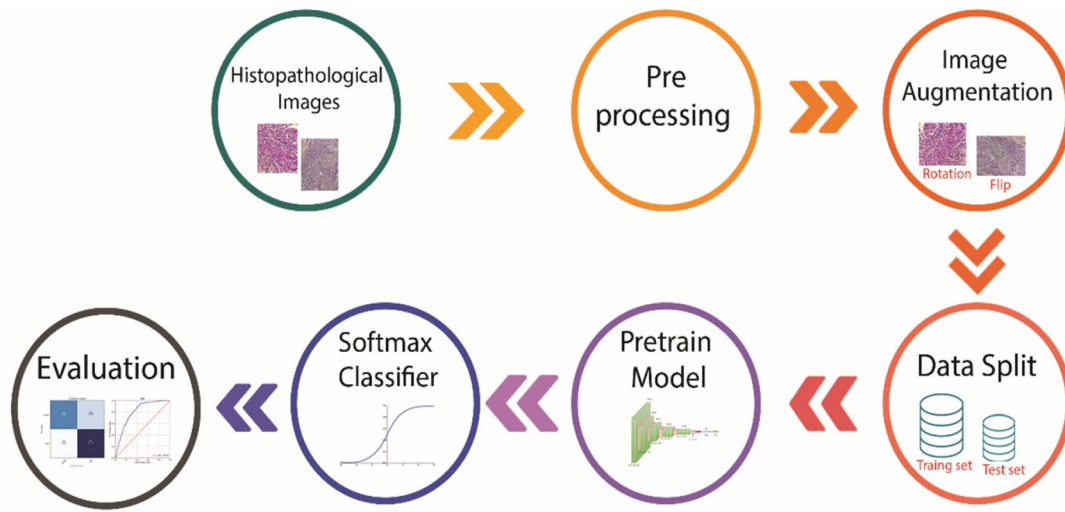 Histopathological
Images
Pre
processing
Image
Augmentation
Rotation
Flip
Data Split
Traing set
Test set
Pretrain
Model
Softmax
Classifier
Evaluation